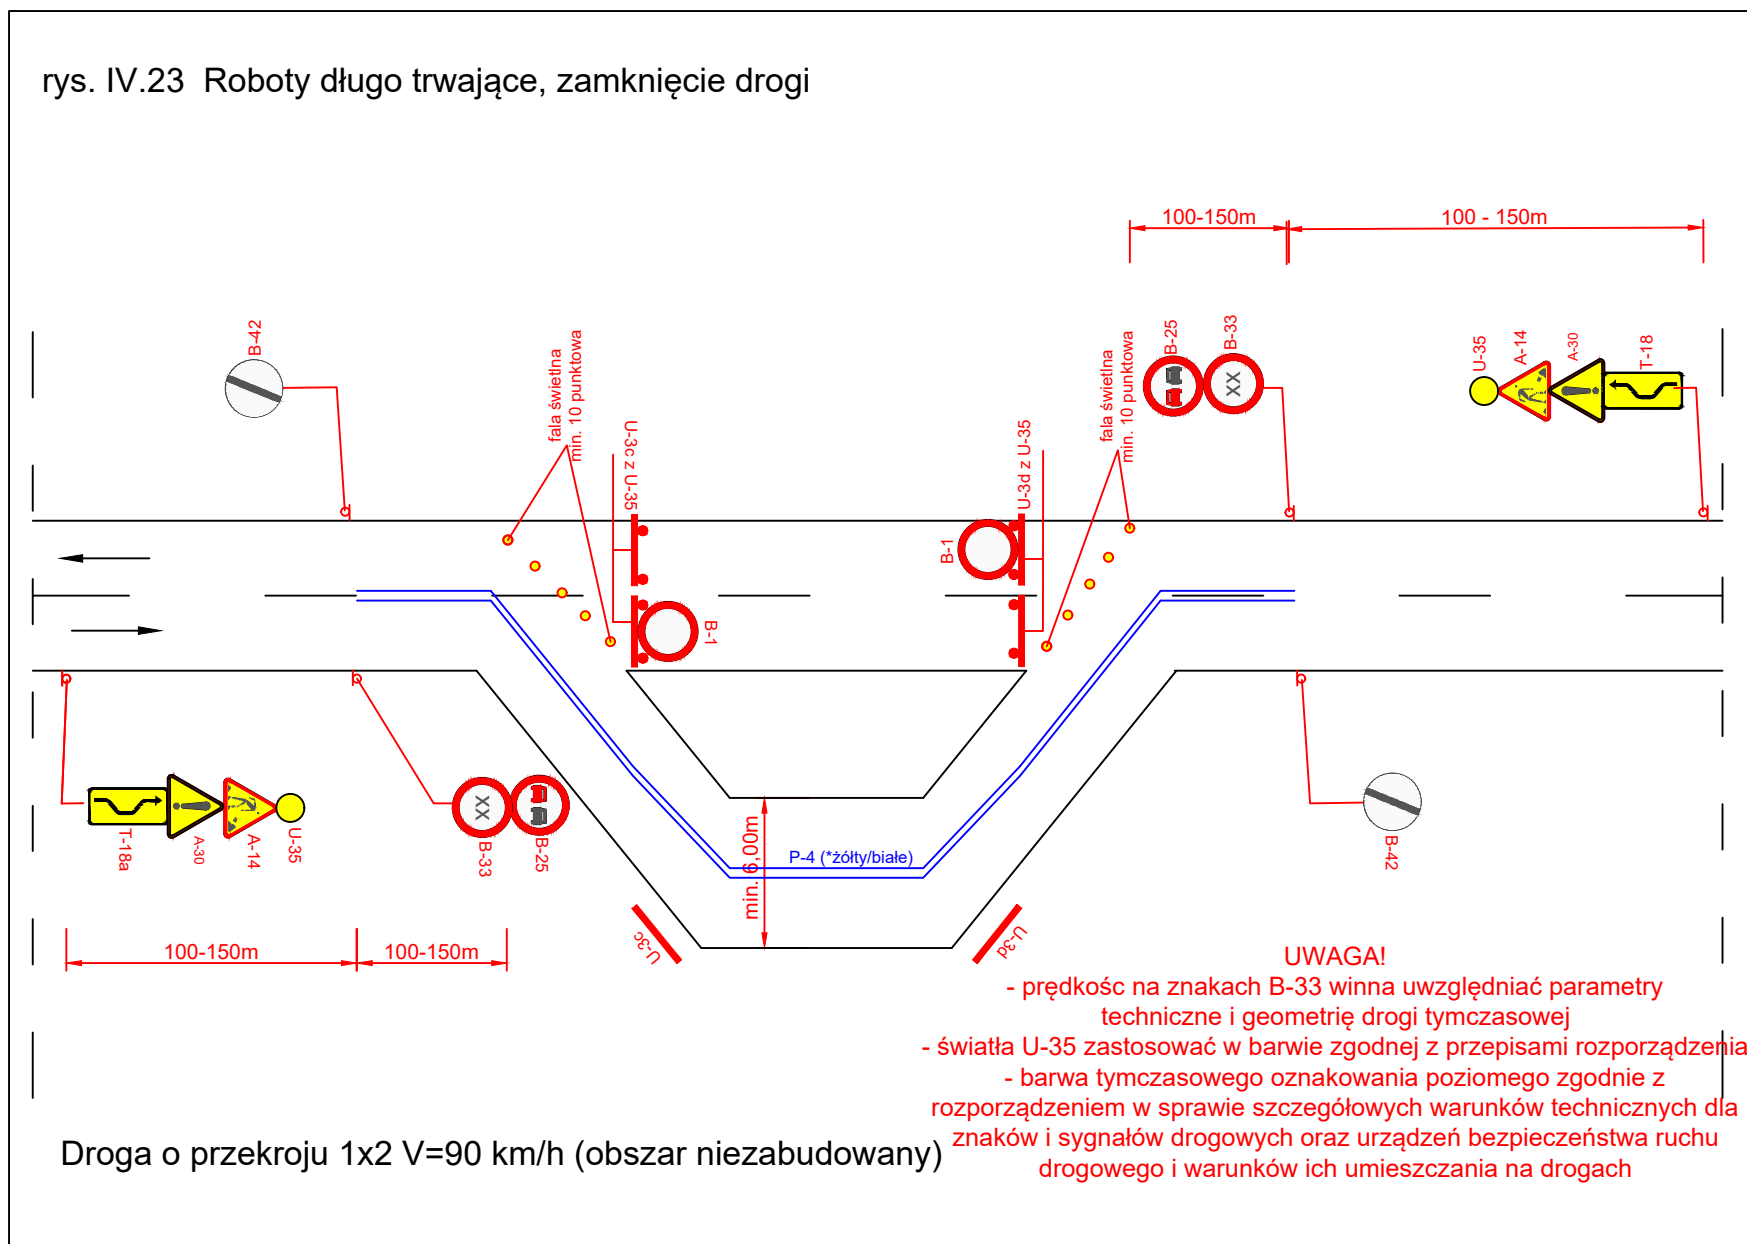 rys. IV.23  Roboty długo trwające, zamknięcie drogi
100-150m
100 - 150m
B-42
fala świetlna
min. 10 punktowa
U-3c z U-35
B-1
B-1
U-3d z U-35
fala świetlna
min. 10 punktowa
B-25
B-33
XX
U-35
A-14
A-30
T-18
T-18a
A-30
A-14
U-35
XX
B-33
B-25
100-150m
100-150m
min. 6,00m
P-4 (*żółty/białe)
U-3c
U-3d
B-42
UWAGA!
- prędkośc na znakach B-33 winna uwzględniać parametry
techniczne i geometrię drogi tymczasowej
- światła U-35 zastosować w barwie zgodnej z przepisami rozporządzenia
- barwa tymczasowego oznakowania poziomego zgodnie z
rozporządzeniem w sprawie szczegółowych warunków technicznych dla
znaków i sygnałów drogowych oraz urządzeń bezpieczeństwa ruchu
drogowego i warunków ich umieszczania na drogach
Droga o przekroju 1x2 V=90 km/h (obszar niezabudowany)